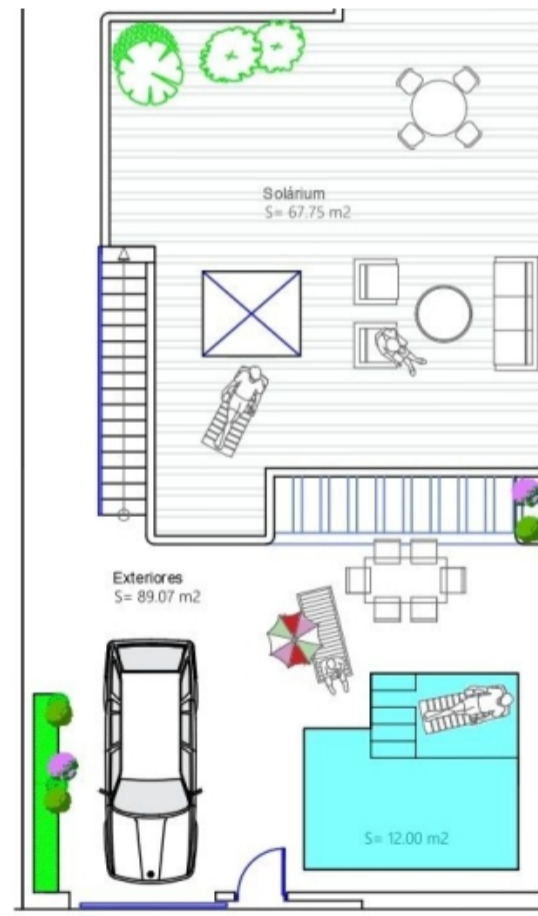 Solárium
S= 67.75 m2
Exteriores
S= 89.07 m2
S= 12.00 m2